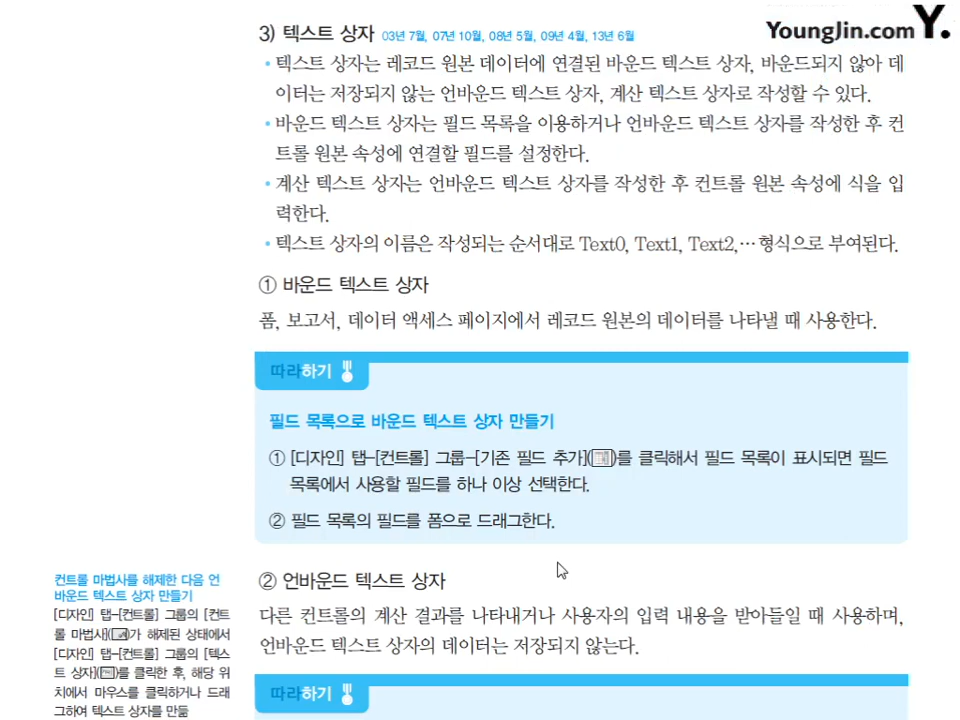 YoungJin.com Y.
3) 텍스트 상자 03년 7월, 07년 10월, 08년 5월, 09년 4월, 13년 6월
• 텍스트 상자는 레코드 원본 데이터에 연결된 바운드 텍스트 상자, 바운드되지 않아 데
이터는 저장되지 않는 언바운드 텍스트 상자, 계산 텍스트 상자로 작성할 수 있다.
• 바운드 텍스트 상자는 필드 목록을 이용하거나 언바운드 텍스트 상자를 작성한 후 컨
트롤 원본 속성에 연결할 필드를 설정한다.
• 계산 텍스트 상자는 언바운드 텍스트 상자를 작성한 후 컨트롤 원본 속성에 식을 입
력한다.
• 텍스트 상자의 이름은 작성되는 순서대로 Text0, Text1, Text2,… 형식으로 부여된다.
① 바운드 텍스트 상자
폼, 보고서, 데이터 액세스 페이지에서 레코드 원본의 데이터를 나타낼 때 사용한다.
따라하기
필드 목록으로 바운드 텍스트 상자 만들기
① [디자인] 탭-[컨트롤] 그룹-[기존 필드 추가]()를 클릭해서 필드 목록이 표시되면 필드
목록에서 사용할 필드를 하나 이상 선택한다.
② 필드 목록의 필드를 폼으로 드래그한다.
② 언바운드 텍스트 상자
다른 컨트롤의 계산 결과를 나타내거나 사용자의 입력 내용을 받아들일 때 사용하며,
언바운드 텍스트 상자의 데이터는 저장되지 않는다.
따라하기
컨트롤 마법사를 해제한 다음 언
바운드 텍스트 상자 만들기
[디자인] 탭-[컨트롤] 그룹의 [컨트
롤 마법사]()가 해제된 상태에서
[디자인] 탭-[컨트롤] 그룹의 [텍스
트 상자]()를 클릭한 후, 해당 위
치에서 마우스를 클릭하거나 드래
그하여 텍스트 상자를 만듦